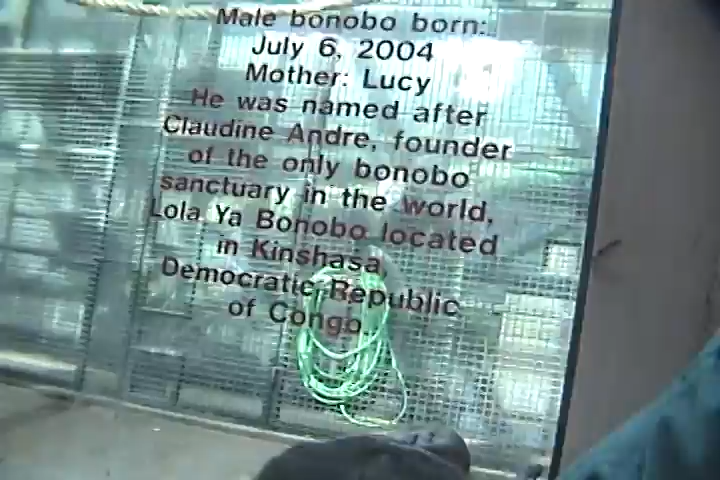 Male bonobo born:
July 6, 2004
Mother: Lucy
He was named after
Claudine Andre, founder
of the only bonobo
sanctuary in the world,
Lola Ya Bonobo located
in Kinshasa,
Democratic Republic
of Congo.